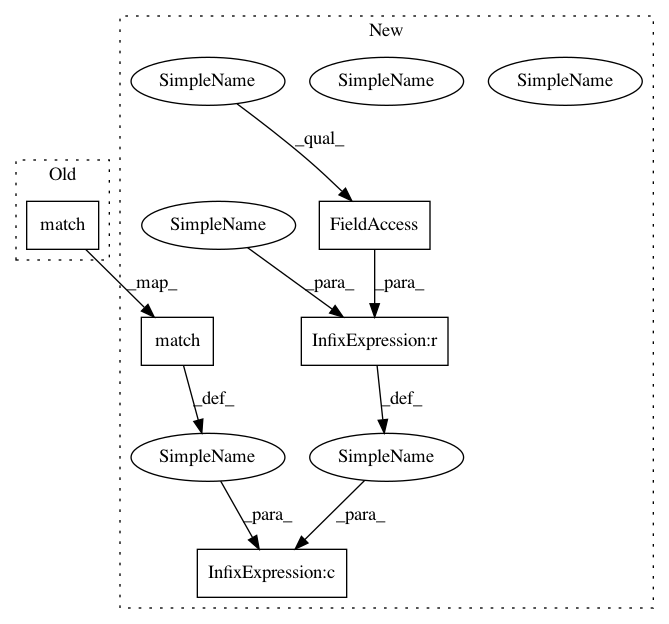 New
SimpleName
SimpleName
SimpleName
_qual_
Old
match
SimpleName
FieldAccess
_map_
_para_
_para_
match
InfixExpression:r
_def_
_def_
SimpleName
SimpleName
_para_
_para_
InfixExpression:c